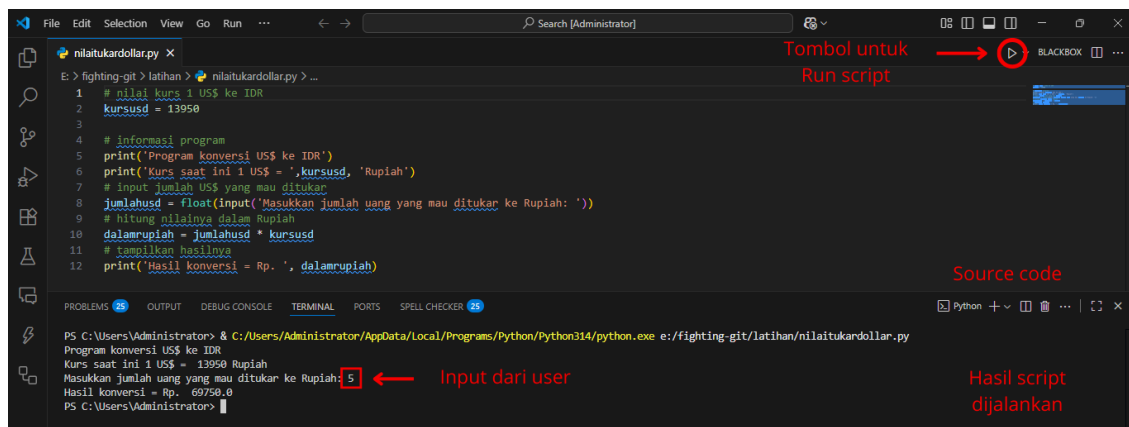 File Edit Selection View Go Run ··· Search [Administrator]
nilaitukardollar.py
Tombol untuk
Run script
BLACKBOX
E: > fighting-git > latihan > nilaitukardollar.py > ...
1 # nilai kurs 1 US$ ke IDR
2 kursusd = 13950
3
4 # informasi program
5 print('Program konversi US$ ke IDR')
6 print('Kurs saat ini 1 US$ = ',kursusd, 'Rupiah')
7 # input jumlah US$ yang mau ditukar
8 jumlahusd = float(input('Masukkan jumlah uang yang mau ditukar ke Rupiah: '))
9 # hitung nilainya dalam Rupiah
10 dalamrupiah = jumlahusd * kursusd
11 # tampilkan hasilnya
12 print('Hasil konversi = Rp. ', dalamrupiah)
Source code
PROBLEMS 25 OUTPUT DEBUG CONSOLE TERMINAL PORTS SPELL CHECKER 25 Python
PS C:\Users\Administrator> & C:/Users/Administrator/AppData/Local/Programs/Python/Python314/python.exe e:/fighting-git/latihan/nilaitukardollar.py
Program konversi US$ ke IDR
Kurs saat ini 1 US$ =  13950 Rupiah
Masukkan jumlah uang yang mau ditukar ke Rupiah: 5
Input dari user
Hasil konversi = Rp.  69750.0
PS C:\Users\Administrator>
Hasil script
dijalankan